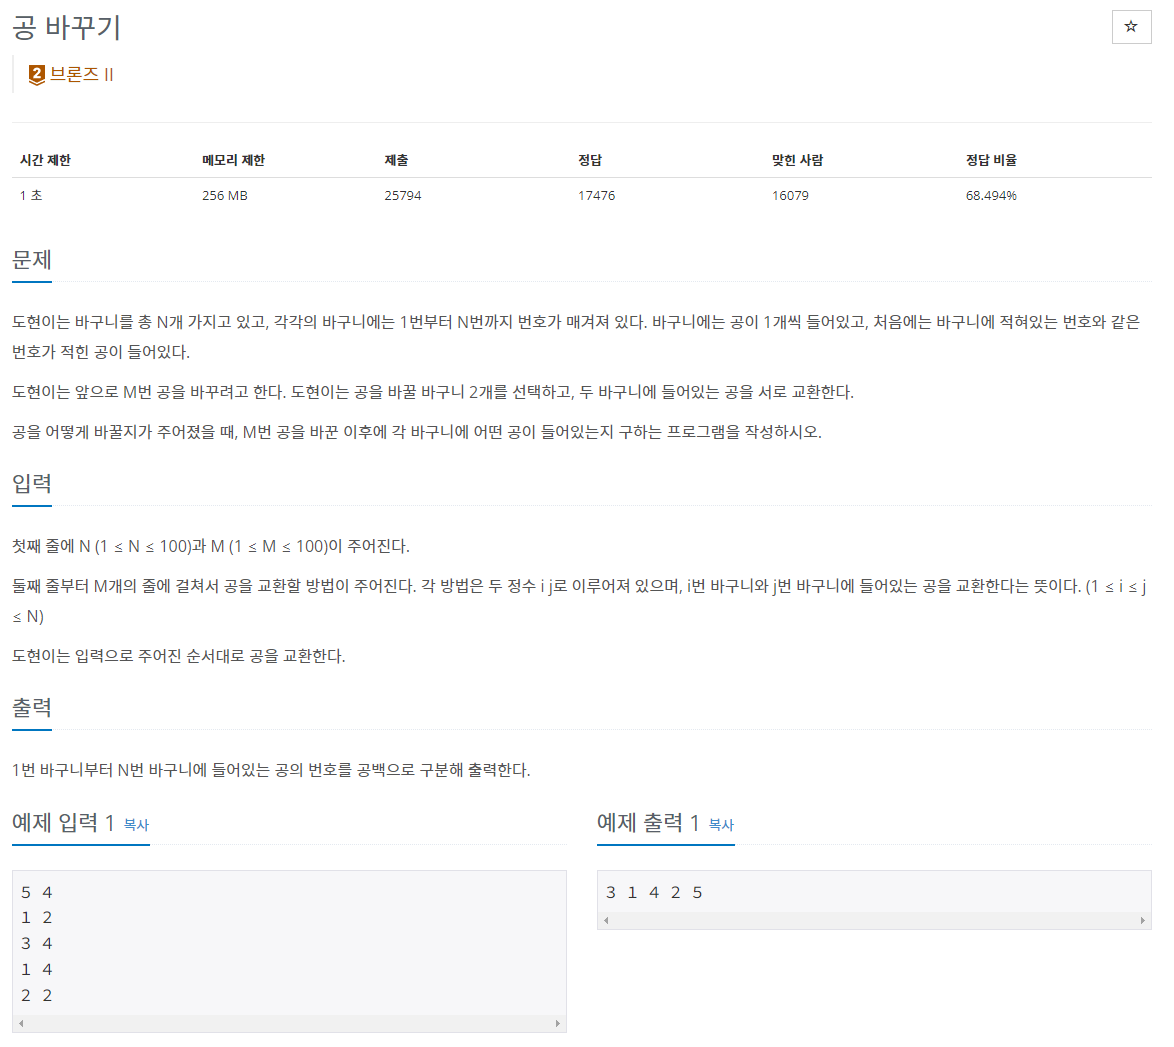 공 바꾸기
☆
2 브론즈 II
시간 제한 메모리 제한 제출 정답 맞힌 사람 정답 비율
1 초 256 MB 25794 17476 16079 68.494%
문제
도현이는 바구니를 총 N개 가지고 있고, 각각의 바구니에는 1번부터 N번까지 번호가 매겨져 있다. 바구니에는 공이 1개씩 들어있고, 처음에는 바구니에 적혀있는 번호와 같은
번호가 적힌 공이 들어있다.
도현이는 앞으로 M번 공을 바꾸려고 한다. 도현이는 공을 바꿀 바구니 2개를 선택하고, 두 바구니에 들어있는 공을 서로 교환한다.
공을 어떻게 바꿀지가 주어졌을 때, M번 공을 바꾼 이후에 각 바구니에 어떤 공이 들어있는지 구하는 프로그램을 작성하시오.
입력
첫째 줄에 N (1 ≤ N ≤ 100)과 M (1 ≤ M ≤ 100)이 주어진다.
둘째 줄부터 M개의 줄에 걸쳐서 공을 교환할 방법이 주어진다. 각 방법은 두 정수 i j로 이루어져 있으며, i번 바구니와 j번 바구니에 들어있는 공을 교환한다는 뜻이다. (1 ≤ i ≤ j
≤ N)
도현이는 입력으로 주어진 순서대로 공을 교환한다.
출력
1번 바구니부터 N번 바구니에 들어있는 공의 번호를 공백으로 구분해 출력한다.
예제 입력 1 복사
5 4
1 2
3 4
1 4
2 2
예제 출력 1 복사
3 1 4 2 5